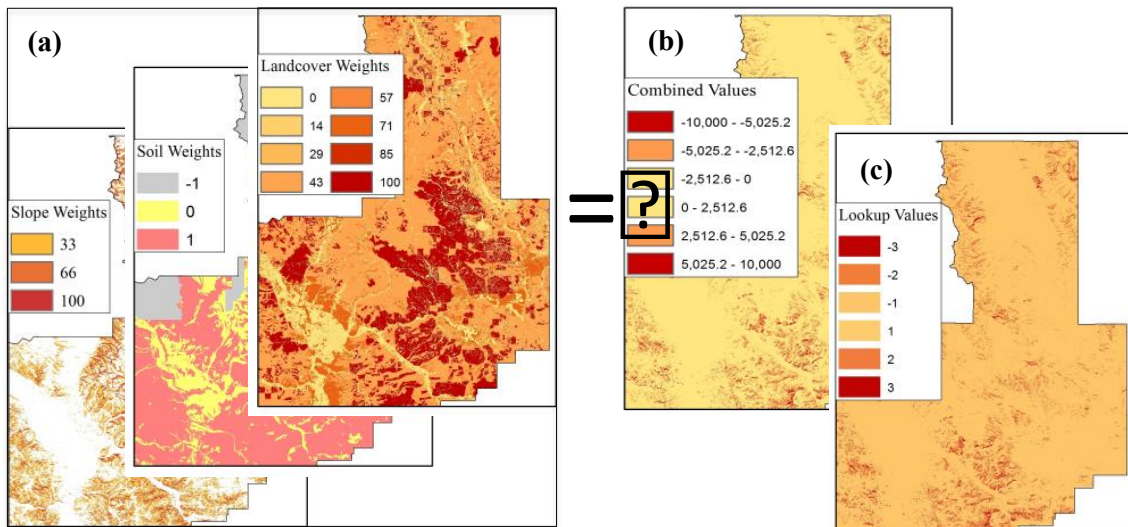 (a)
Slope Weights
33
66
100
Soil Weights
-1
0
1
Landcover Weights
0 57
14 71
29 85
43 100
= ?
(b)
Combined Values
-10,000 - -5,025.2
-5,025.2 - -2,512.6
-2,512.6 - 0
0 - 2,512.6
2,512.6 - 5,025.2
5,025.2 - 10,000
(c)
Lookup Values
-3
-2
-1
1
2
3